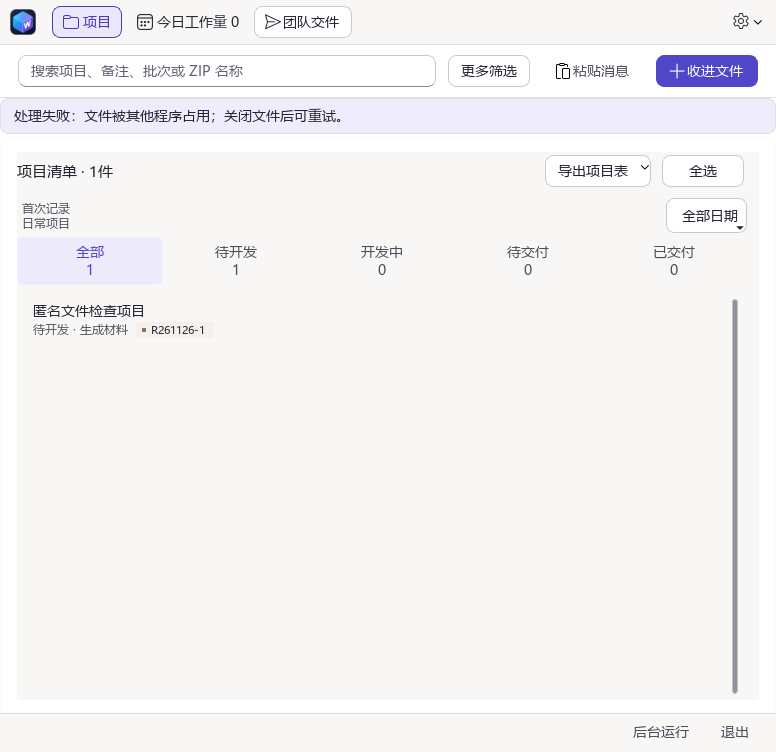 项目
今日工作量 0
团队交件
搜索项目、备注、批次或 ZIP 名称
更多筛选
粘贴消息
收进文件
处理失败：文件被其他程序占用；关闭文件后可重试。
项目清单 · 1件
导出项目表
全选
首次记录
日常项目
全部日期
全部
1
待开发
1
开发中
0
待交付
0
已交付
0
匿名文件检查项目
待开发 · 生成材料
R261126-1
后台运行
退出